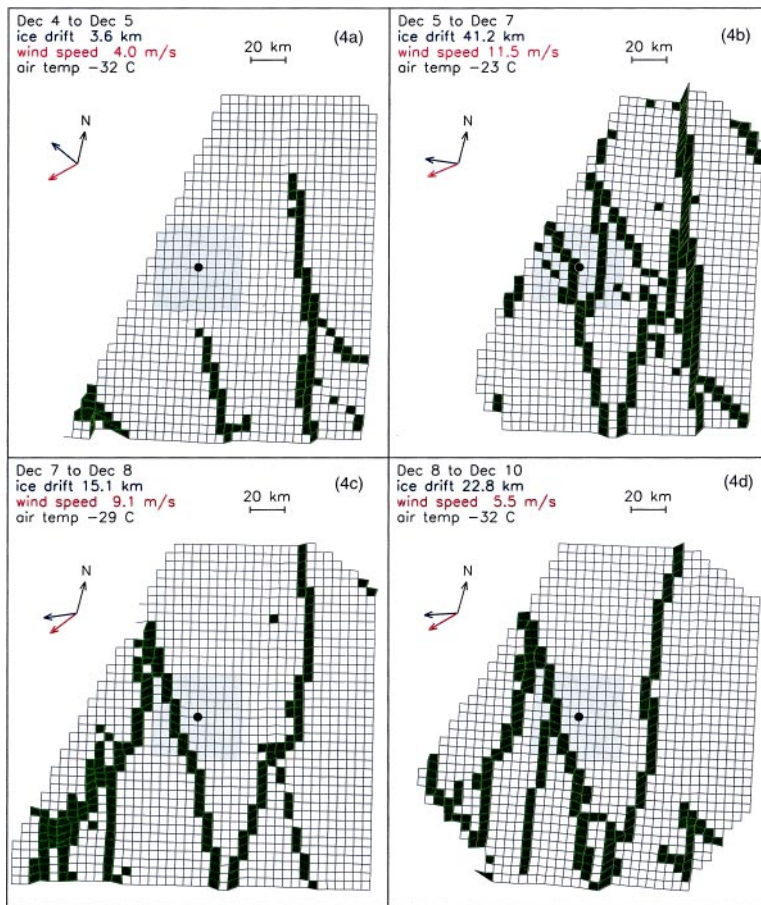 Dec 4 to Dec 5
ice drift 3.6 km
wind speed 4.0 m/s
air temp -32 C
(4a)
20 km
N
Dec 5 to Dec 7
ice drift 41.2 km
wind speed 11.5 m/s
air temp -23 C
(4b)
20 km
N
Dec 7 to Dec 8
ice drift 15.1 km
wind speed 9.1 m/s
air temp -29 C
(4c)
20 km
N
Dec 8 to Dec 10
ice drift 22.8 km
wind speed 5.5 m/s
air temp -32 C
(4d)
20 km
N